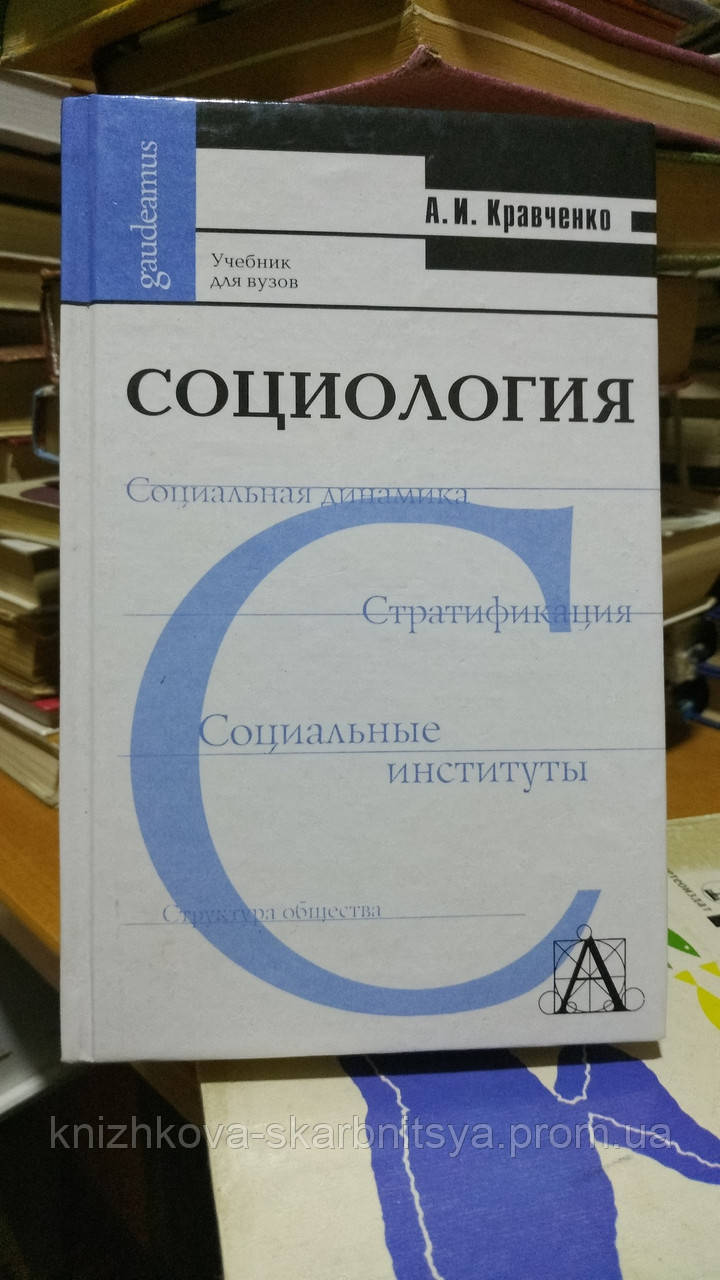 gaudeamus
А. И. Кравченко
Учебник
для вузов
СОЦИОЛОГИЯ
Социальная динамика
Стратификация
Социальные
институты
Структура общества
А
knizhkova-skarbnitsya.prom.ua